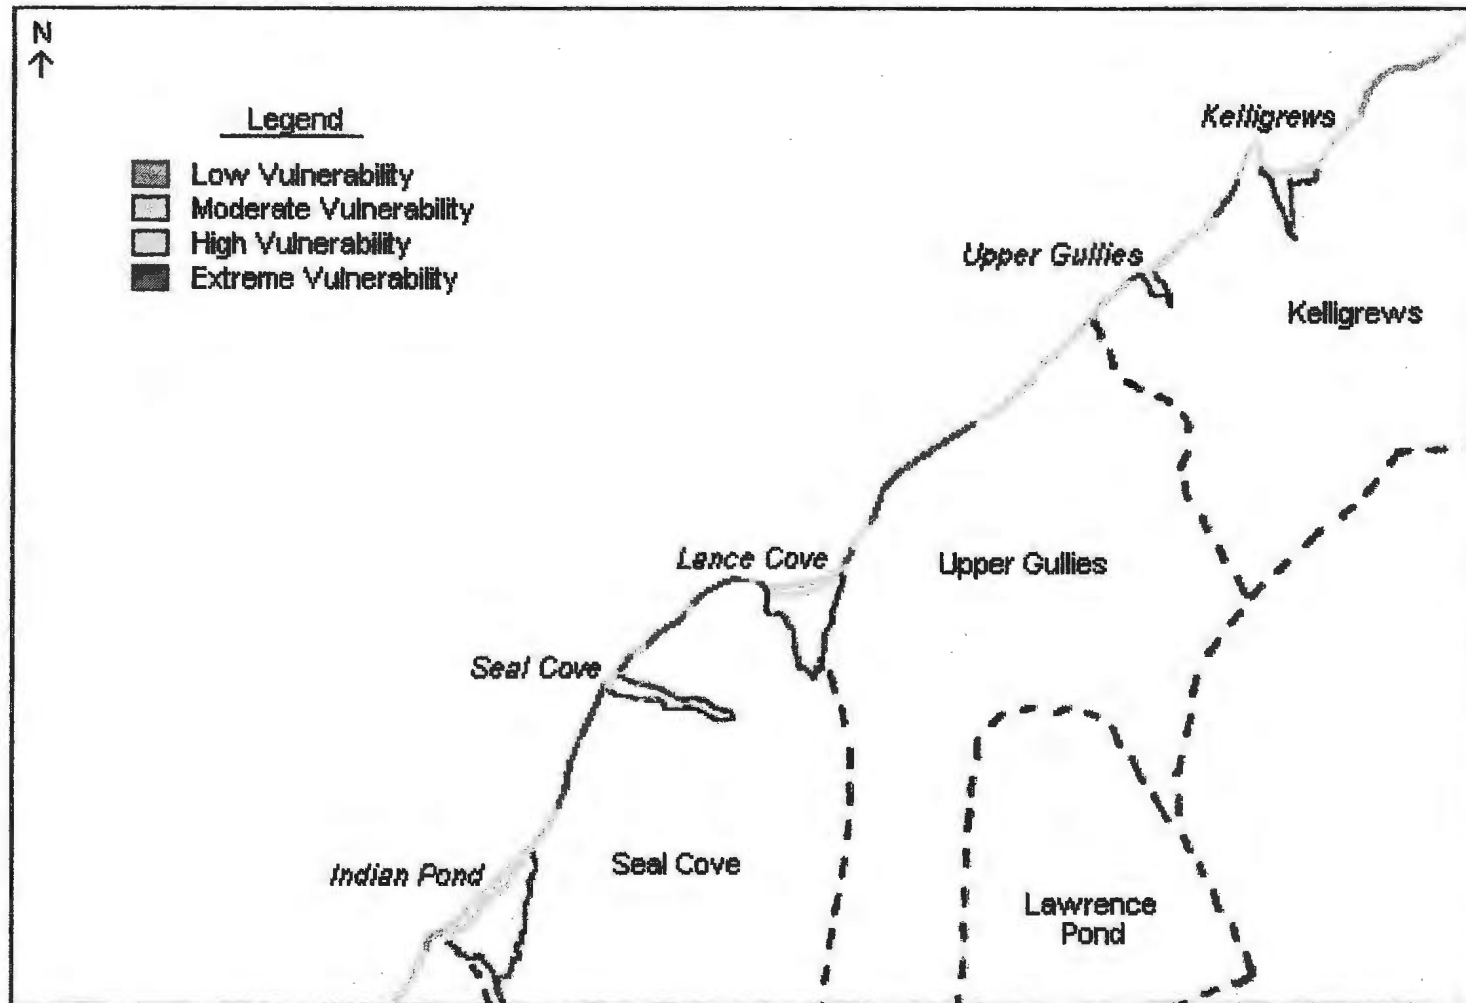 N
Legend
Low Vulnerability
Moderate Vulnerability
High Vulnerability
Extreme Vulnerability
Kelligrews
Upper Gullies
Kelligrews
Lance Cove
Upper Gullies
Seal Cove
Seal Cove
Indian Pond
Lawrence
Pond